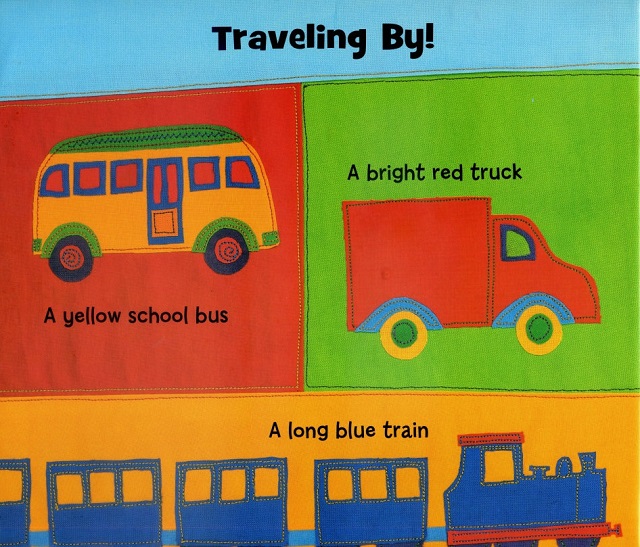 Traveling By!
A bright red truck
A yellow school bus
A long blue train